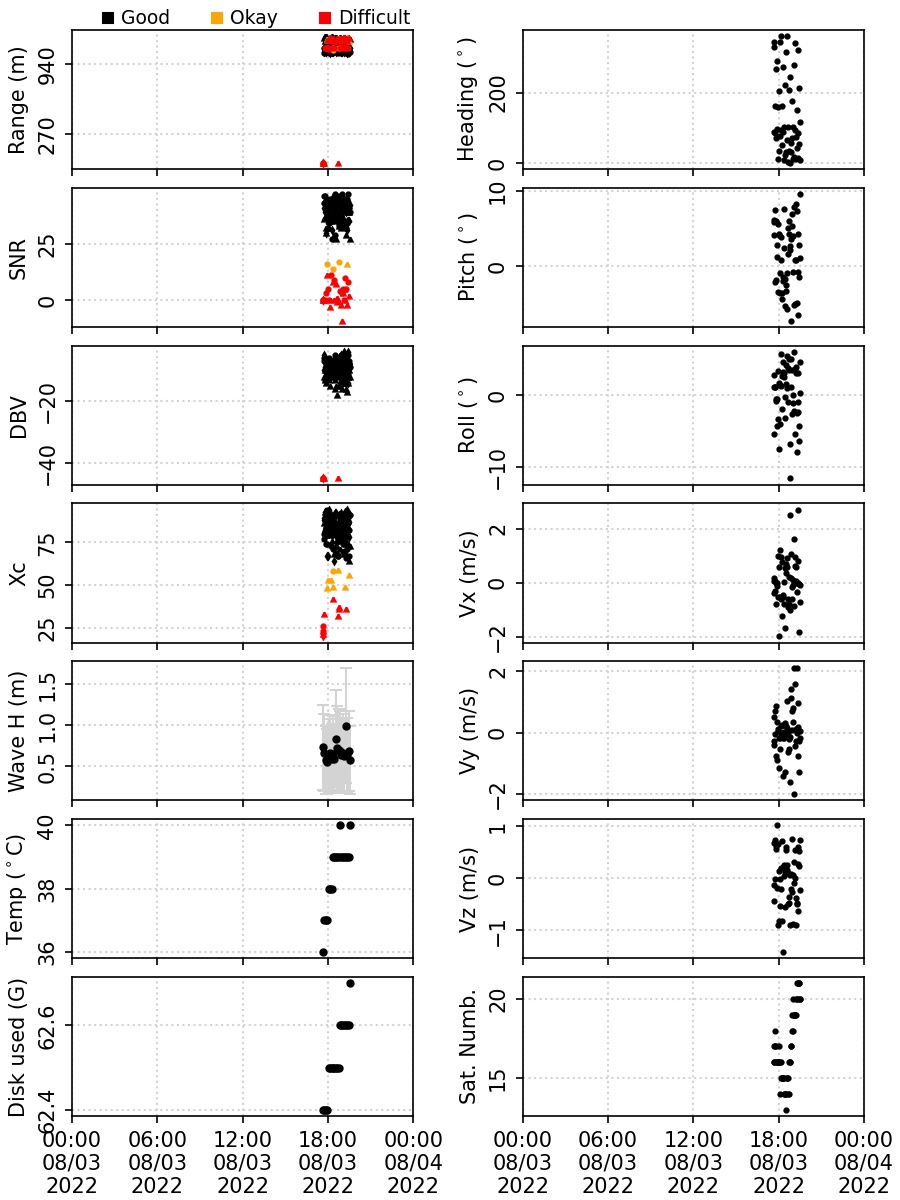 Good Okay Difficult
Range (m)
940
270
Heading (°)
200
0
SNR
25
0
Pitch (°)
10
0
DBV
−20
−40
Roll (°)
0
−10
Xc
75
50
25
Vx (m/s)
2
0
−2
Wave H (m)
1.5
1.0
0.5
Vy (m/s)
2
0
−2
Temp (°C)
40
38
36
Vz (m/s)
1
0
−1
Disk used (G)
62.6
62.4
Sat. Numb.
20
15
00:00 06:00 12:00 18:00 00:00
08/03 08/03 08/03 08/03 08/04
2022 2022 2022 2022 2022
00:00 06:00 12:00 18:00 00:00
08/03 08/03 08/03 08/03 08/04
2022 2022 2022 2022 2022